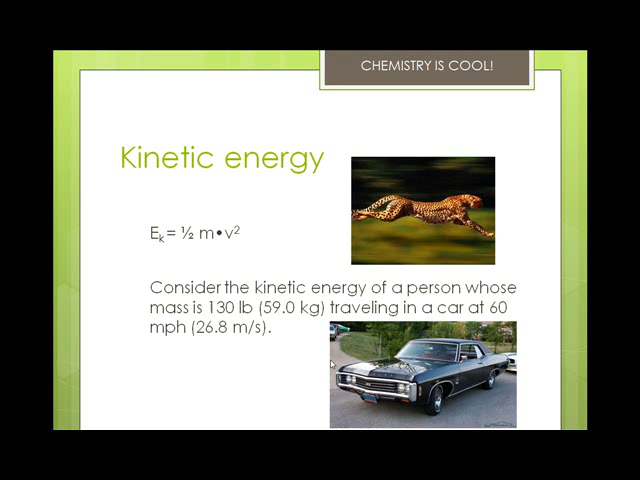 CHEMISTRY IS COOL!
Kinetic energy
Eₖ = ½ m•v²
Consider the kinetic energy of a person whose
mass is 130 lb (59.0 kg) traveling in a car at 60
mph (26.8 m/s).